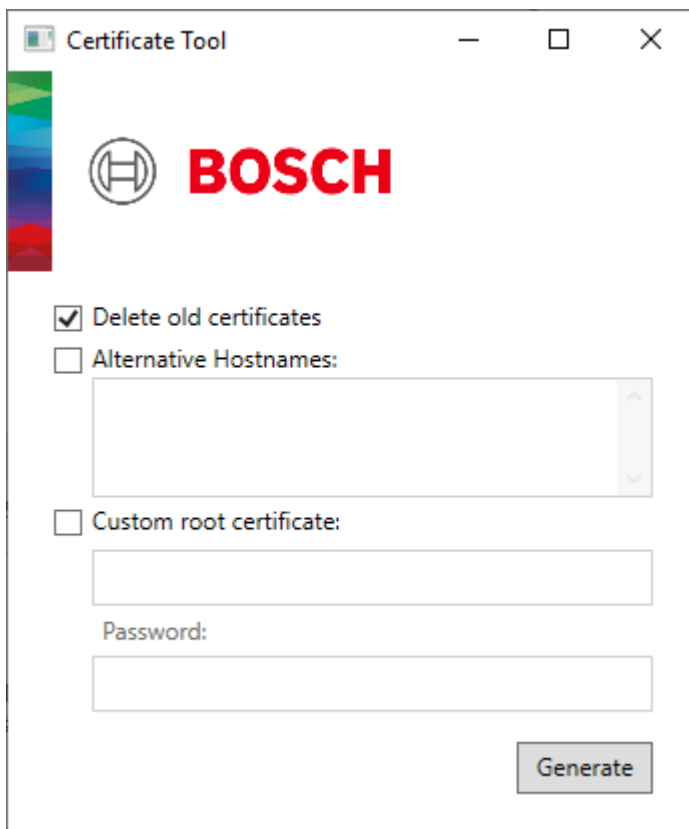 Certificate Tool
BOSCH
Delete old certificates
Alternative Hostnames:
Custom root certificate:
Password:
Generate